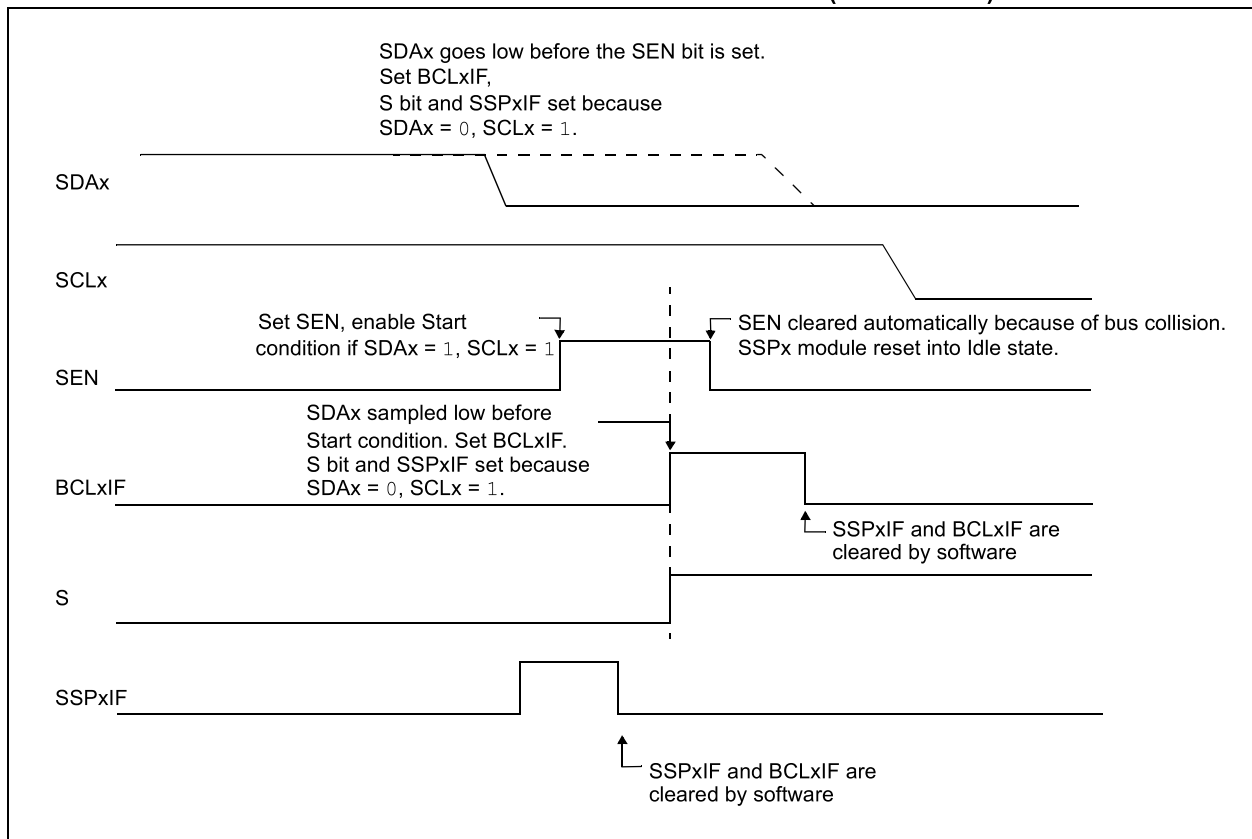 SDAx goes low before the SEN bit is set.
Set BCLxIF,
S bit and SSPxIF set because
SDAx = 0, SCLx = 1.
SDAx
SCLx
Set SEN, enable Start
condition if SDAx = 1, SCLx = 1
SEN cleared automatically because of bus collision.
SSPx module reset into Idle state.
SEN
SDAx sampled low before
Start condition. Set BCLxIF.
S bit and SSPxIF set because
SDAx = 0, SCLx = 1.
BCLxIF
SSPxIF and BCLxIF are
cleared by software
S
SSPxIF
SSPxIF and BCLxIF are
cleared by software